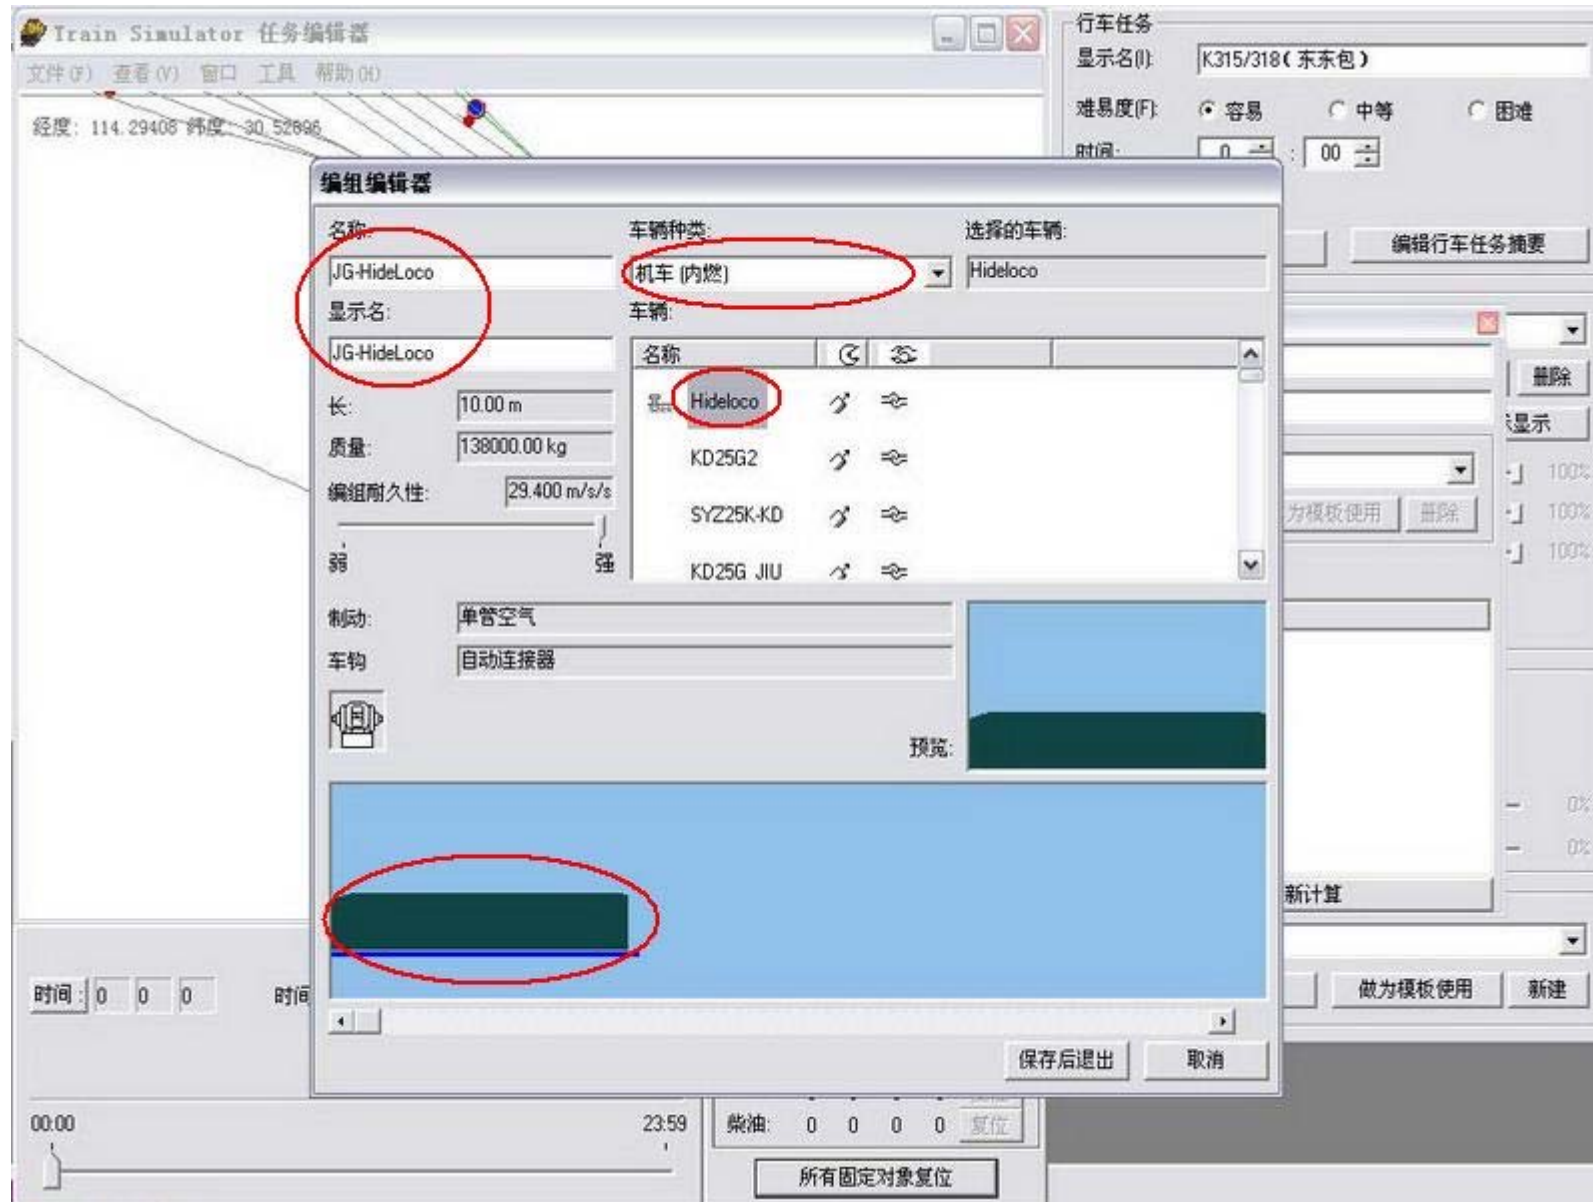 Train Simulator 任务编辑器
文件(F) 查看(V) 窗口 工具 帮助(H)
经度: 114.29408 纬度: 30.52896
行车任务
显示名(I): K315/318(东东包)
难易度(F): 容易 中等 困难
时间: 0 : 00
编辑行车任务摘要
编组编辑器
名称:
JG-HideLoco
显示名:
JG-HideLoco
长: 10.00 m
质量: 138000.00 kg
编组耐久性: 29.400 m/s/s
弱 强
车辆种类:
机车 (内燃)
选择的车辆:
Hideloco
车辆:
名称
Hideloco
KD25G2
SYZ25K-KD
KD25G JIU
制动: 单管空气
车钩 自动连接器
预览:
保存后退出 取消
删除
显示
100%
为模板使用 删除 100%
100%
0%
0%
新计算
做为模板使用 新建
时间: 0 0 0 时间
00:00 23:59
柴油: 0 0 0 0 复位
所有固定对象复位